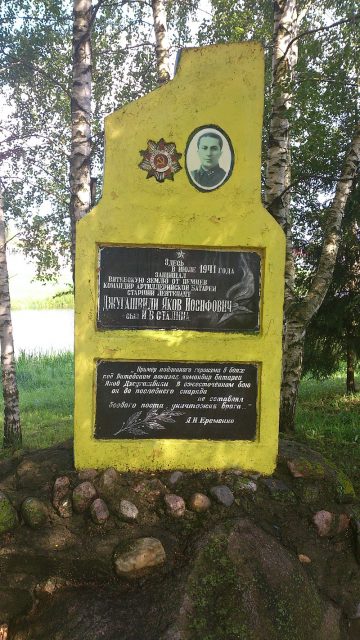 Здесь
в июле 1941 года
защищал
Витебскую землю от немцев
командир артиллерийской батареи
старший лейтенант
Джугашвили Яков Иосифович
сын И.В. Сталина
Пример подлинного героизма в боях
под Витебском показал командир батареи
Яков Джугашвили. В ожесточенном бою
он до последнего снаряда
не оставлял
боевого поста, уничтожая врага.
А.И Еременко